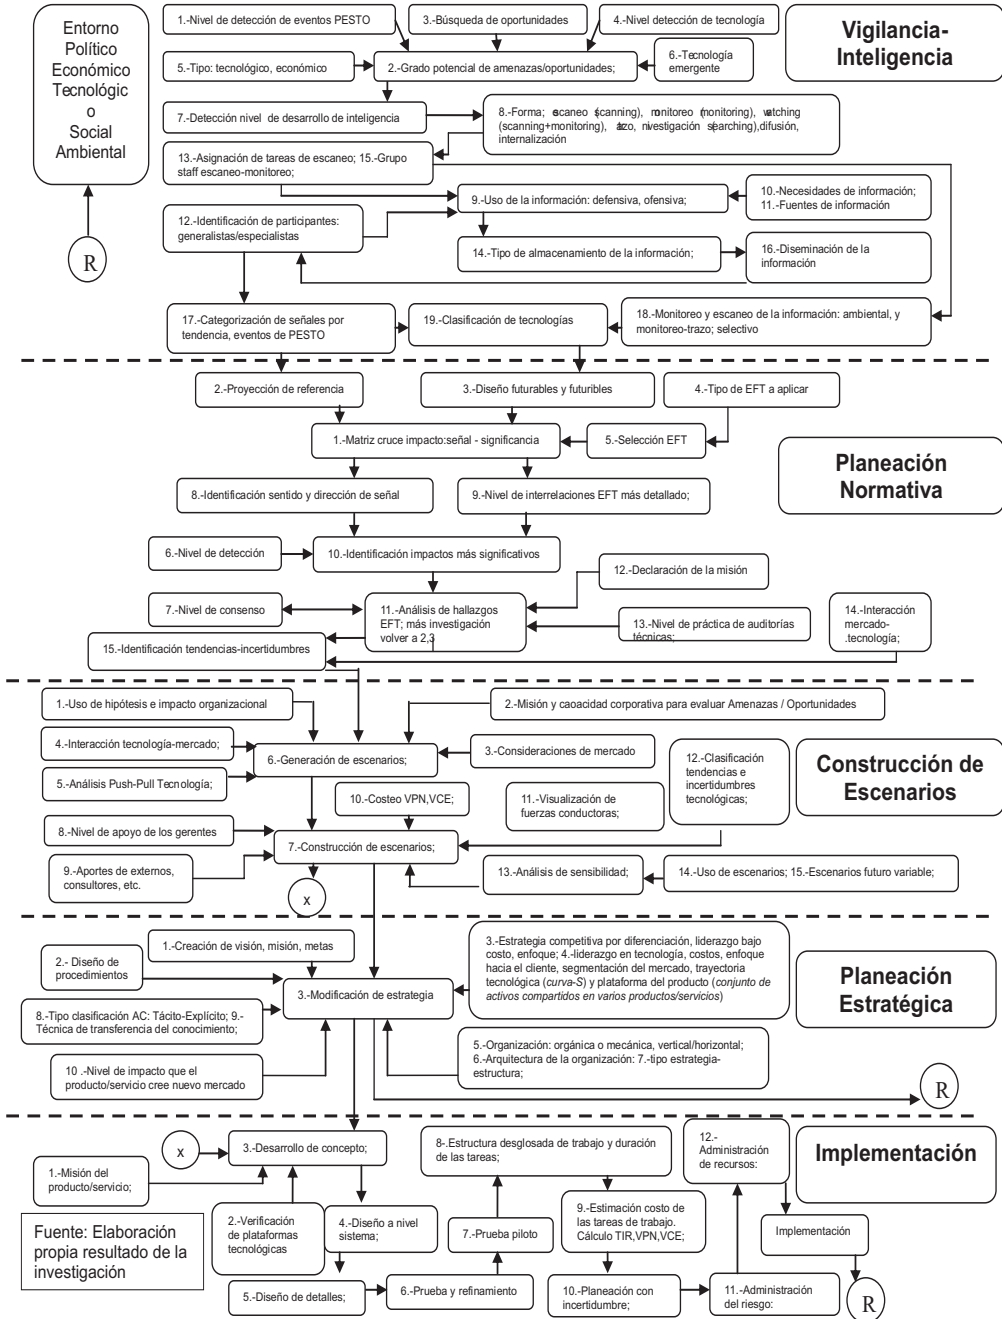 Entorno
Político
Económico
Tecnológic
o
Social
Ambiental
R
1.-Nivel de detección de eventos PESTO
3.-Búsqueda de oportunidades
4.-Nivel detección de tecnología
Vigilancia-
Inteligencia
5.-Tipo: tecnológico, económico
2.-Grado potencial de amenazas/oportunidades;
6.-Tecnología
emergente
7.-Detección nivel de desarrollo de inteligencia
8.-Forma; escaneo (scanning), monitoreo (monitoring), watching
(scanning+monitoring), trazo, investigación (searching),difusión,
internalización
13.-Asignación de tareas de escaneo; 15.-Grupo
staff escaneo-monitoreo;
9.-Uso de la información: defensiva, ofensiva;
10.-Necesidades de información;
11.-Fuentes de información
12.-Identificación de participantes:
generalistas/especialistas
14.-Tipo de almacenamiento de la información;
16.-Diseminación de la
información
17.-Categorización de señales por
tendencia, eventos de PESTO
19.-Clasificación de tecnologías
18.-Monitoreo y escaneo de la información: ambiental, y
monitoreo-trazo; selectivo
2.-Proyección de referencia
3.-Diseño futurables y futuribles
4.-Tipo de EFT a aplicar
1.-Matriz cruce impacto:señal - significancia
5.-Selección EFT
Planeación
Normativa
8.-Identificación sentido y dirección de señal
9.-Nivel de interrelaciones EFT más detallado;
6.-Nivel de detección
10.-Identificación impactos más significativos
12.-Declaración de la misión
7.-Nivel de consenso
11.-Análisis de hallazgos
EFT; más investigación
volver a 2,3
13.-Nivel de práctica de auditorías
técnicas;
14.-Interacción
mercado-
.tecnología;
15.-Identificación tendencias-incertidumbres
1.-Uso de hipótesis e impacto organizacional
2.-Misión y caoacidad corporativa para evaluar Amenazas / Oportunidades
4.-Interacción tecnología-mercado;
6.-Generación de escenarios;
3.-Consideraciones de mercado
12.-Clasificación
tendencias e
incertidumbres
tecnológicas;
Construcción de
Escenarios
5.-Análisis Push-Pull Tecnología;
10.-Costeo VPN,VCE;
11.-Visualización de
fuerzas conductoras;
8.-Nivel de apoyo de los gerentes
7.-Construcción de escenarios;
9.-Aportes de externos,
consultores, etc.
x
13.-Análisis de sensibilidad;
14.-Uso de escenarios; 15.-Escenarios futuro variable;
1.-Creación de visión, misión, metas
2.- Diseño de
procedimientos
3.-Modificación de estrategia
3.-Estrategia competitiva por diferenciación, liderazgo bajo
costo, enfoque; 4.-liderazgo en tecnología, costos, enfoque
hacia el cliente, segmentación del mercado, trayectoria
tecnológica (curva-S) y plataforma del producto (conjunto de
activos compartidos en varios productos/servicios)
Planeación
Estratégica
8.-Tipo clasificación AC: Tácito-Explícito; 9.-
Técnica de transferencia del conocimiento;
5.-Organización: orgánica o mecánica, vertical/horizontal;
6.-Arquitectura de la organización: 7.-tipo estrategia-
estructura;
10 .-Nivel de impacto que el
producto/servicio cree nuevo mercado
R
x
3.-Desarrollo de concepto;
8-.Estructura desglosada de trabajo y duración
de las tareas;
12.-
Administración
de recursos:
Implementación
1.-Misión del
producto/servicio;
2.-Verificación
de plataformas
tecnológicas
4.-Diseño a nivel
sistema;
7.-Prueba piloto
9.-Estimación costo de
las tareas de trabajo.
Cálculo TIR,VPN,VCE;
Implementación
Fuente: Elaboración
propia resultado de la
investigación
5.-Diseño de detalles;
6.-Prueba y refinamiento
10.-Planeación con
incertidumbre;
11.-Administración
del riesgo:
R